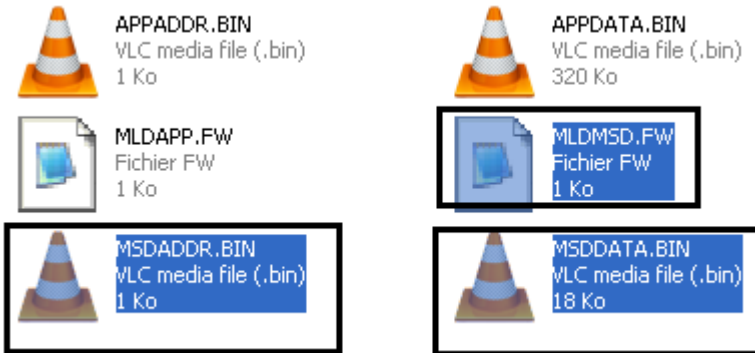 APPADDR.BIN
VLC media file (.bin)
1 Ko
APPDATA.BIN
VLC media file (.bin)
320 Ko
MLDAPP.FW
Fichier FW
1 Ko
MLDMSD.FW
Fichier FW
1 Ko
MSDADDR.BIN
VLC media file (.bin)
1 Ko
MSDDATA.BIN
VLC media file (.bin)
18 Ko